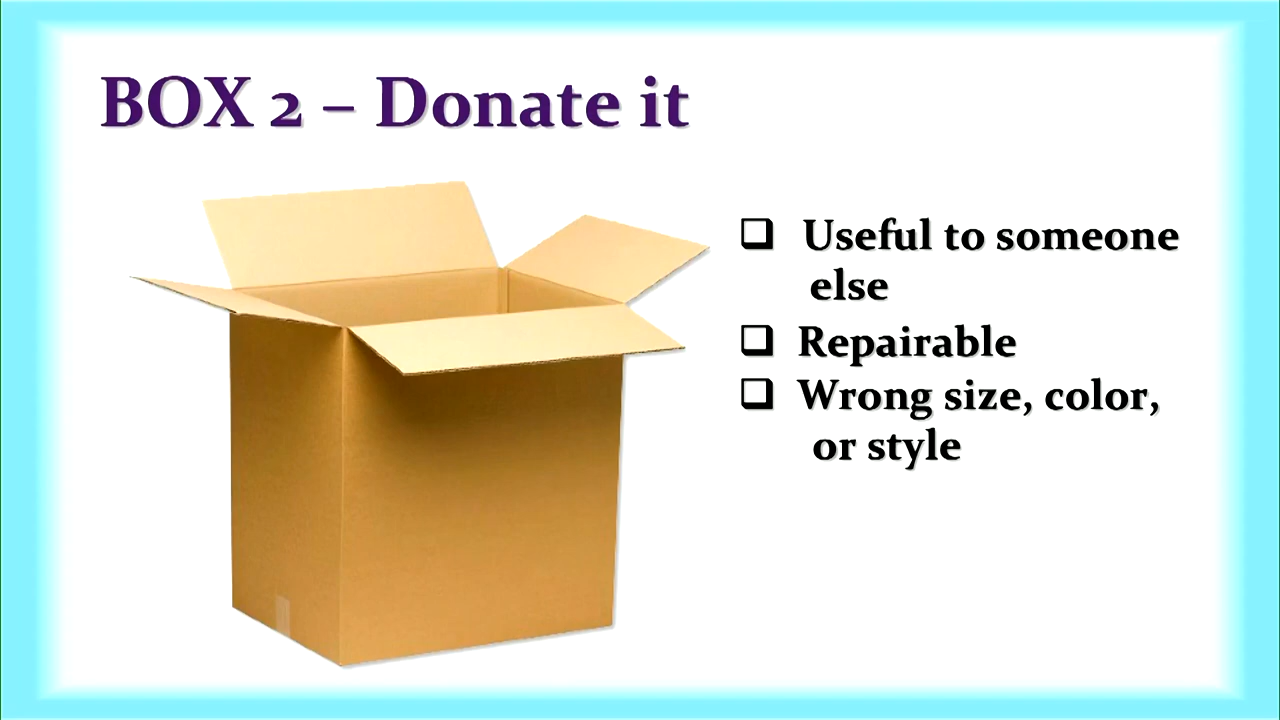 BOX 2 – Donate it
❑ Useful to someone
else
❑ Repairable
❑ Wrong size, color,
or style